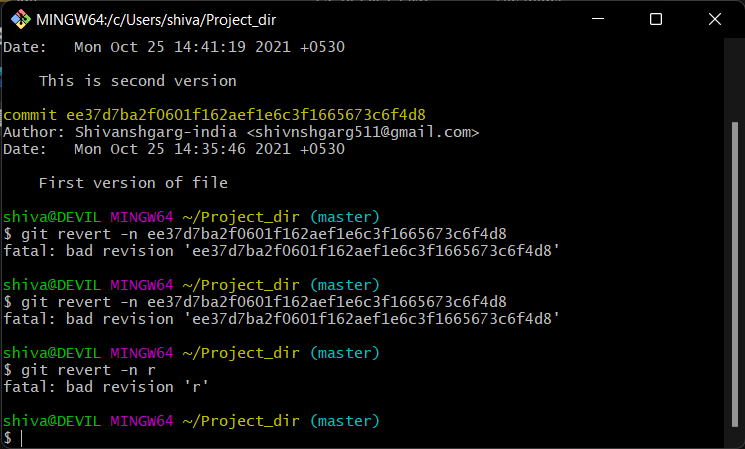 MINGW64:/c/Users/shiva/Project_dir
Date:   Mon Oct 25 14:41:19 2021 +0530
    This is second version
commit ee37d7ba2f0601f162aef1e6c3f1665673c6f4d8
Author: Shivanshgarg-india <shivnshgarg511@gmail.com>
Date:   Mon Oct 25 14:35:46 2021 +0530
    First version of file
shiva@DEVIL MINGW64 ~/Project_dir (master)
$ git revert -n ee37d7ba2f0601f162aef1e6c3f1665673c6f4d8
fatal: bad revision 'ee37d7ba2f0601f162aef1e6c3f1665673c6f4d8'
shiva@DEVIL MINGW64 ~/Project_dir (master)
$ git revert -n ee37d7ba2f0601f162aef1e6c3f1665673c6f4d8
fatal: bad revision 'ee37d7ba2f0601f162aef1e6c3f1665673c6f4d8'
shiva@DEVIL MINGW64 ~/Project_dir (master)
$ git revert -n r
fatal: bad revision 'r'
shiva@DEVIL MINGW64 ~/Project_dir (master)
$